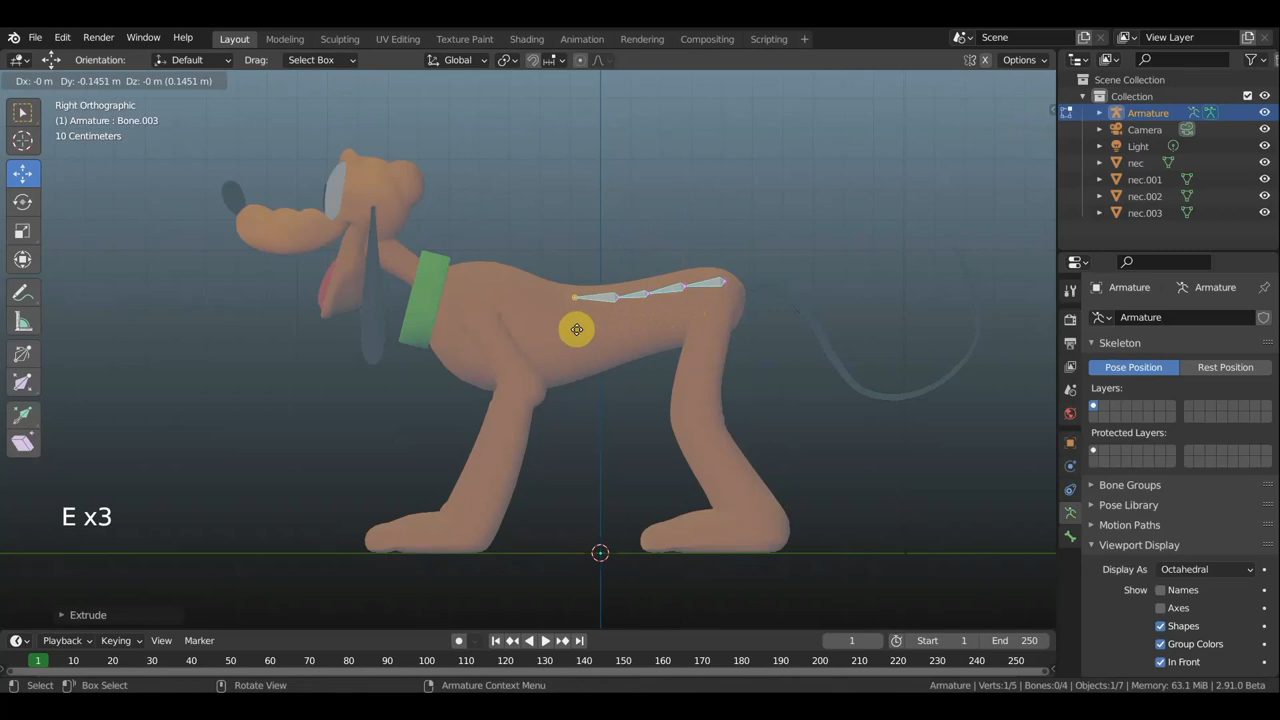 File Edit Render Window Help Layout Modeling Sculpting UV Editing Texture Paint Shading Animation Rendering Compositing Scripting + Scene View Layer
Orientation: Default Drag: Select Box Global X Options
Dx: -0 m Dy: -0.1451 m Dz: -0 m (0.1451 m)
Right Orthographic
(1) Armature : Bone.003
10 Centimeters
E x3
Extrude
Scene Collection
Collection
Armature
Camera
Light
nec
nec.001
nec.002
nec.003
Armature Armature
Armature
Skeleton
Pose Position Rest Position
Layers:
Protected Layers:
Bone Groups
Pose Library
Motion Paths
Viewport Display
Display As Octahedral
Show Names
Axes
Shapes
Group Colors
In Front
Playback Keying View Marker 1 Start 1 End 250
1 10 20 30 40 50 60 70 80 90 100 110 120 130 140 150 160 170 180 190 200 210 220 230 240 250
Select Box Select Rotate View Armature Context Menu Armature | Verts:1/5 | Bones:0/4 | Objects:1/7 | Memory: 63.1 MiB | 2.91.0 Beta